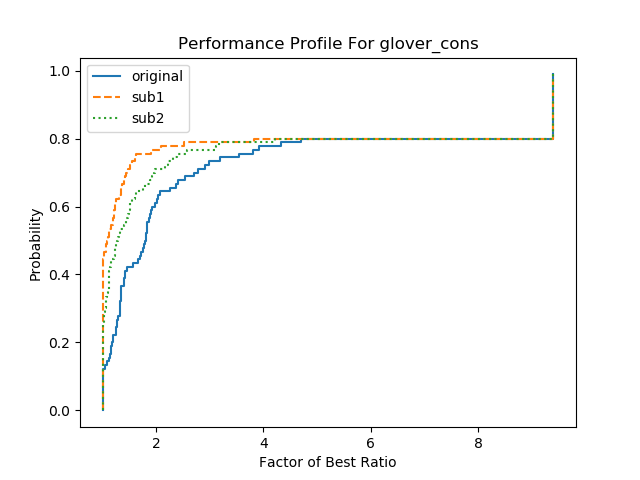 Performance Profile For glover_cons
original
sub1
sub2
1.0
0.8
0.6
0.4
0.2
0.0
Probability
2 4 6 8
Factor of Best Ratio